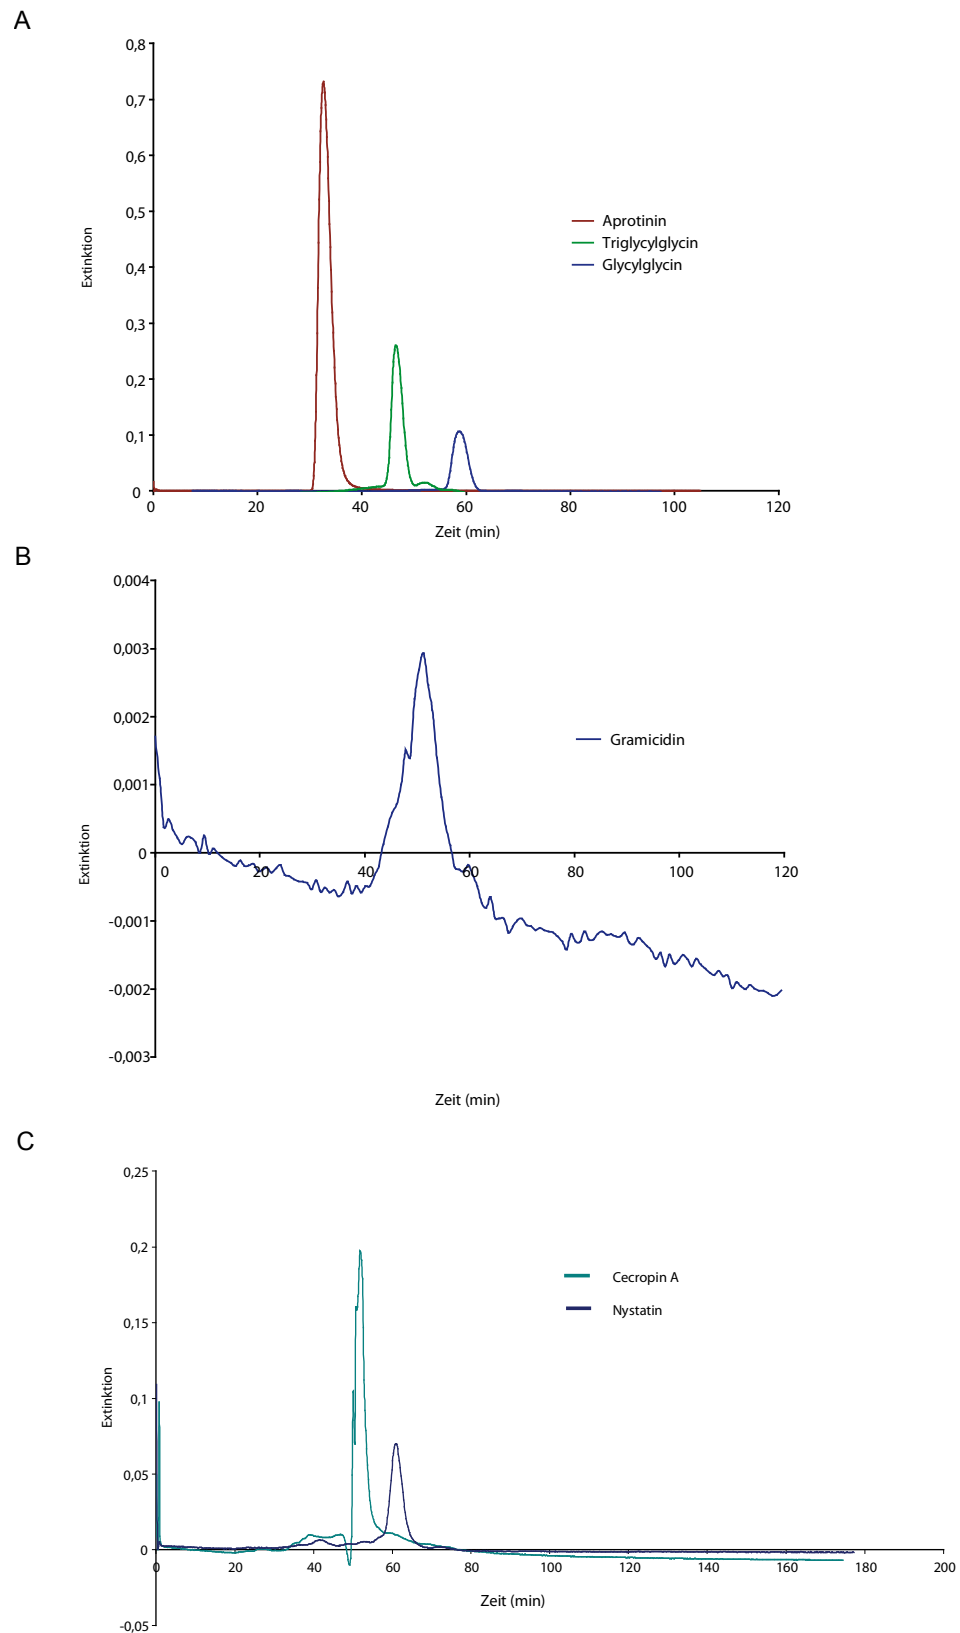 A
0,8
0,7
0,6
0,5
0,4
0,3
0,2
0,1
0
Extinktion
Aprotinin
Triglycylglycin
Glycylglycin
0 20 40 60 80 100 120
Zeit (min)
B
0,004
0,003
0,002
0,001
0
-0,001
-0,002
-0,003
Extinktion
Gramicidin
0 20 40 60 80 100 120
Zeit (min)
C
0,25
0,2
0,15
0,1
0,05
0
-0,05
Extinktion
Cecropin A
Nystatin
0 20 40 60 80 100 120 140 160 180 200
Zeit (min)